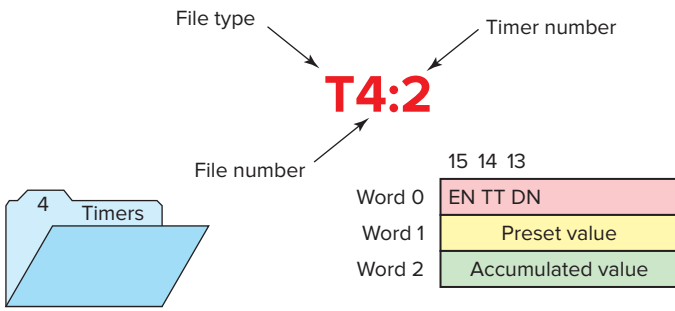 File type
Timer number
T4:2
File number
4
Timers
15 14 13
Word 0 EN TT DN
Word 1 Preset value
Word 2 Accumulated value